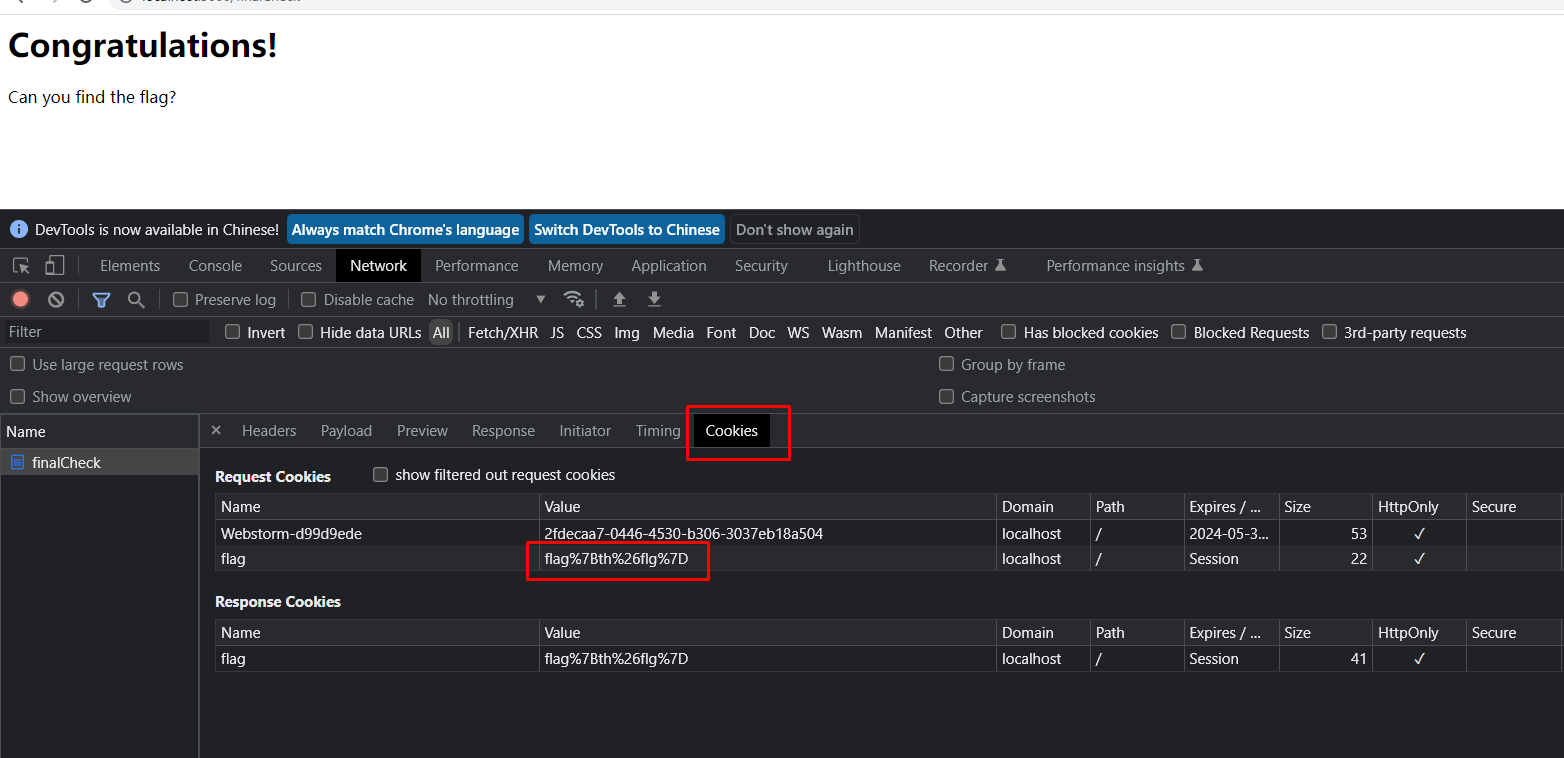 Congratulations!
Can you find the flag?
DevTools is now available in Chinese! Always match Chrome's language Switch DevTools to Chinese Don't show again
Elements Console Sources Network Performance Memory Application Security Lighthouse Recorder Performance insights
Preserve log Disable cache No throttling
Filter Invert Hide data URLs All Fetch/XHR JS CSS Img Media Font Doc WS Wasm Manifest Other Has blocked cookies Blocked Requests 3rd-party requests
Use large request rows Group by frame
Show overview Capture screenshots
Name Headers Payload Preview Response Initiator Timing Cookies
finalCheck
Request Cookies show filtered out request cookies
Name Value Domain Path Expires / ... Size HttpOnly Secure
Webstorm-d99d9ede 2fdecaa7-0446-4530-b306-3037eb18a504 localhost / 2024-05-3... 53 ✓
flag flag%7Bth%26flg%7D localhost / Session 22 ✓
Response Cookies
Name Value Domain Path Expires / ... Size HttpOnly Secure
flag flag%7Bth%26flg%7D localhost / Session 41 ✓